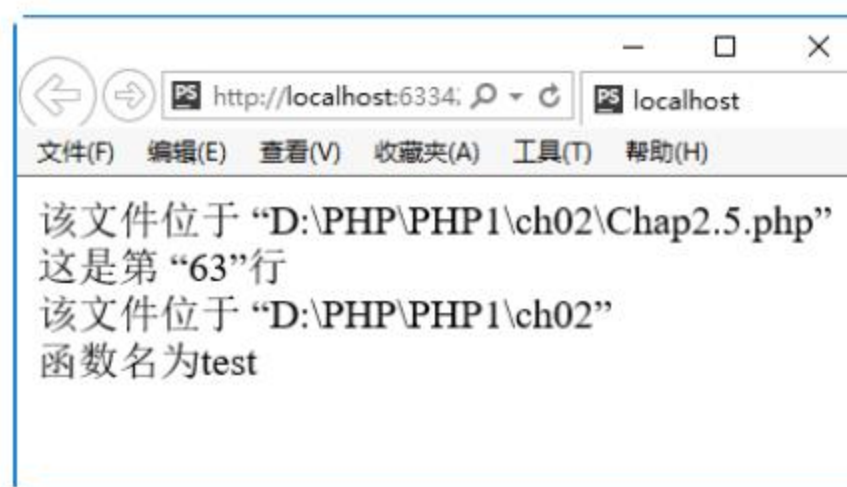 PS http://localhost:6334
PS localhost
文件(F) 编辑(E) 查看(V) 收藏夹(A) 工具(T) 帮助(H)
该文件位于 “D:\PHP\PHP1\ch02\Chap2.5.php”
这是第 “63”行
该文件位于 “D:\PHP\PHP1\ch02”
函数名为test